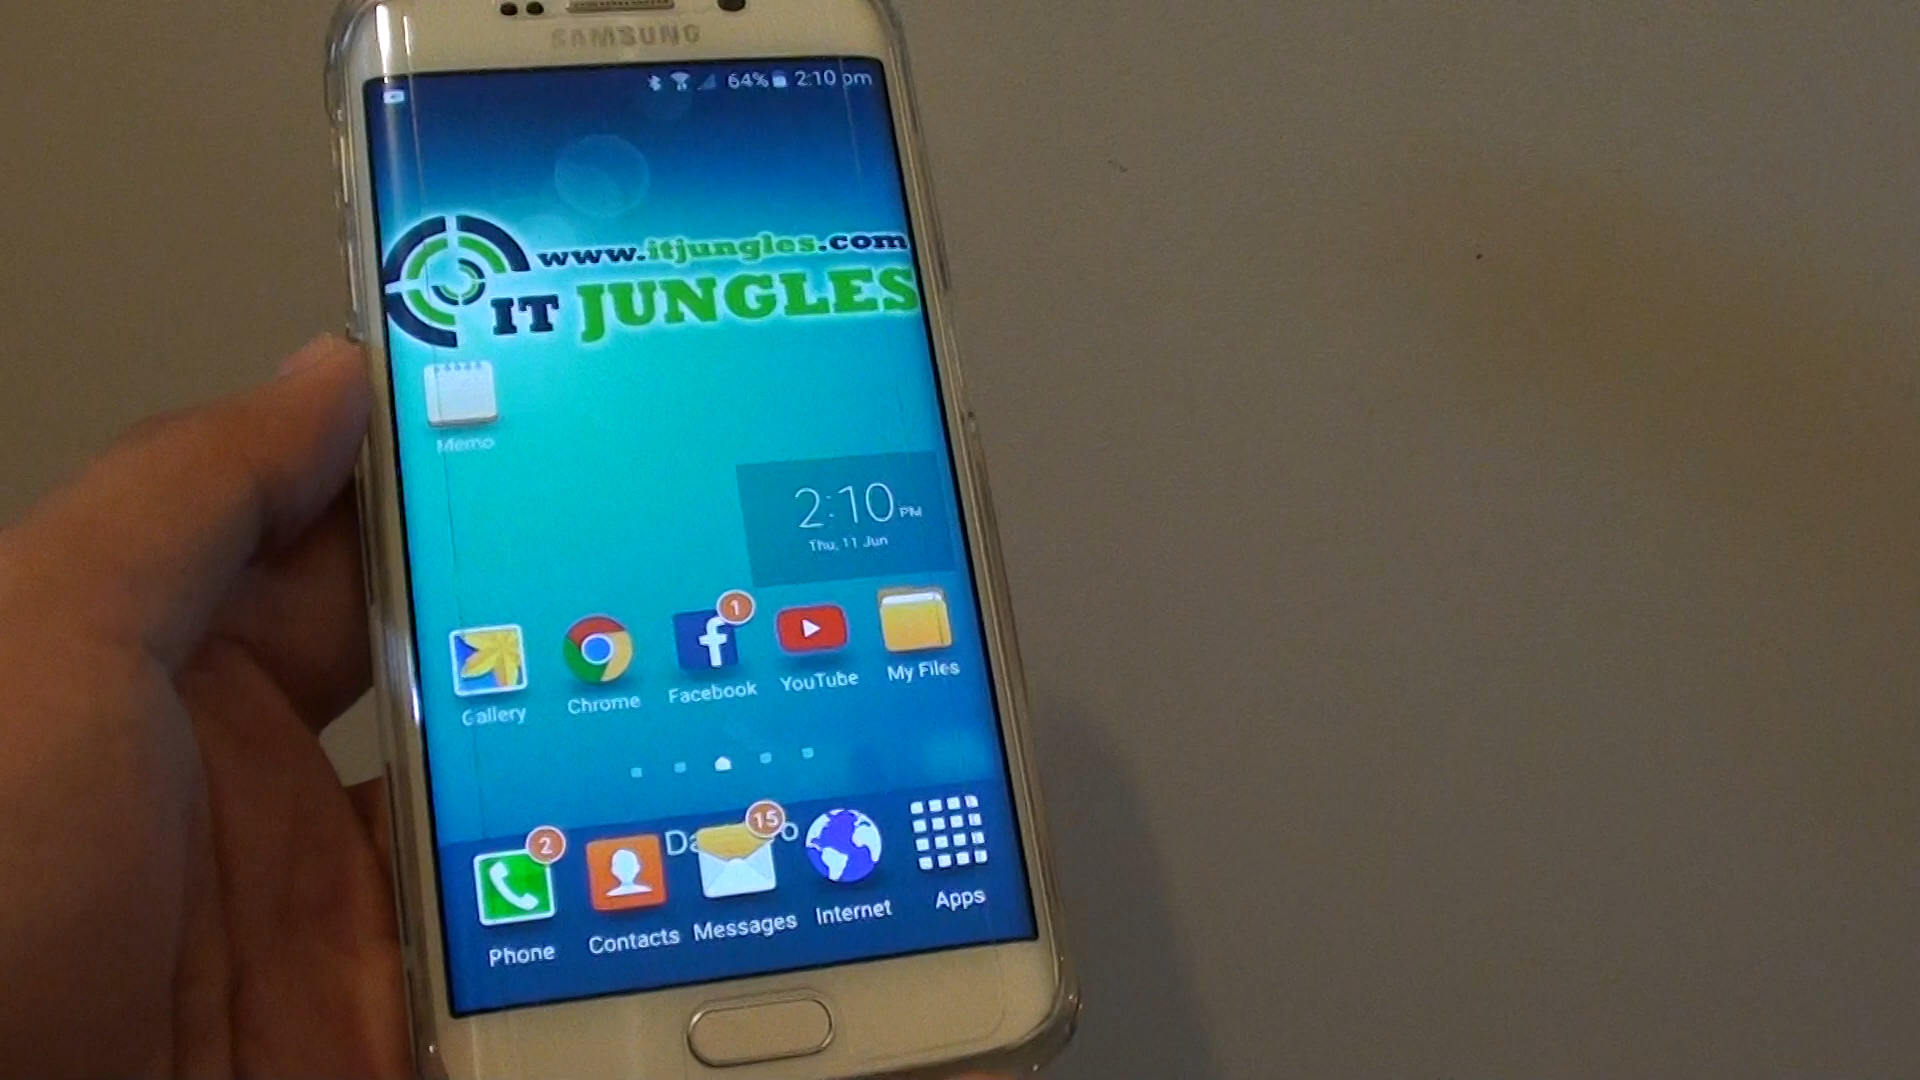 SAMSUNG
64% 2:10 pm
www.itjungles.com
IT JUNGLES
Memo
2:10 PM
Thu, 11 Jun
1
Gallery Chrome Facebook YouTube My Files
2 15
Phone Contacts Messages Internet Apps